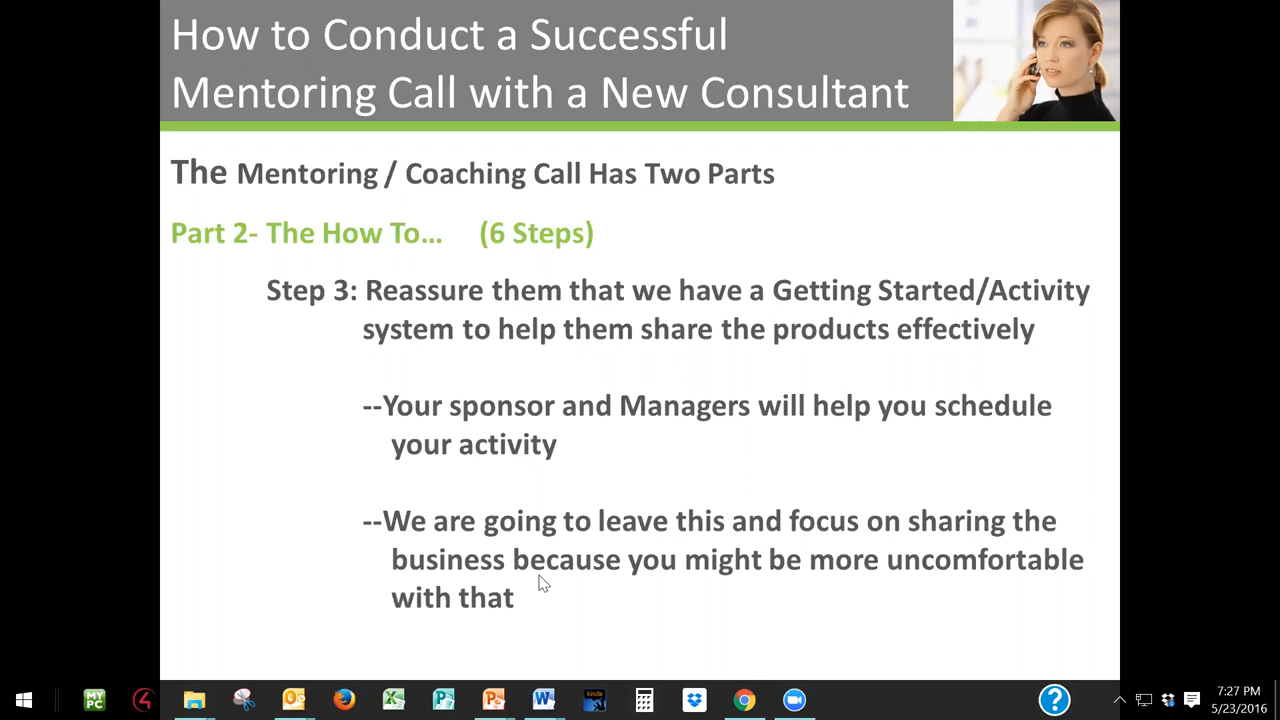 How to Conduct a Successful
Mentoring Call with a New Consultant
The Mentoring / Coaching Call Has Two Parts
Part 2- The How To... (6 Steps)
Step 3: Reassure them that we have a Getting Started/Activity
system to help them share the products effectively
--Your sponsor and Managers will help you schedule
your activity
--We are going to leave this and focus on sharing the
business because you might be more uncomfortable
with that
MY
PC
kindle
?
7:27 PM
5/23/2016